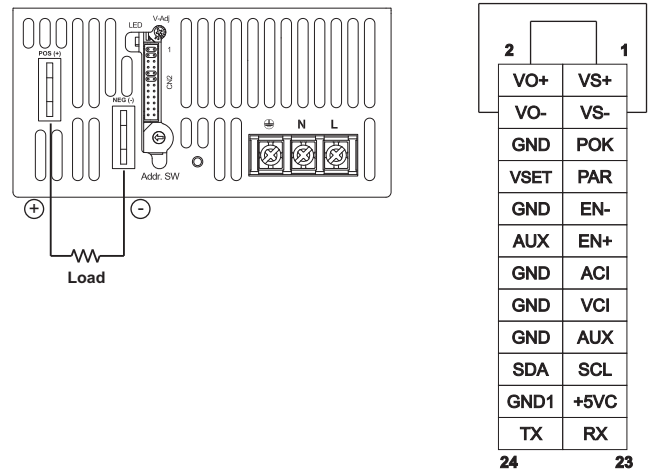 LED
V-Adj
POS (+)
1
CN2
NEG (-)
N
L
Addr. SW
+
-
Load
2
1
VO+
VS+
VO-
VS-
GND
POK
VSET
PAR
GND
EN-
AUX
EN+
GND
ACI
GND
VCI
GND
AUX
SDA
SCL
GND1
+5VC
TX
RX
24
23